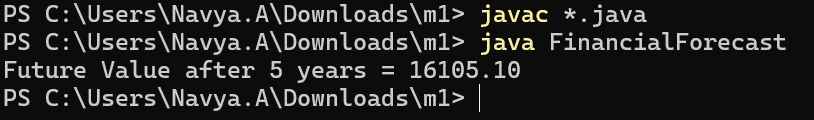 PS C:\Users\Navya.A\Downloads\m1> javac *.java
PS C:\Users\Navya.A\Downloads\m1> java FinancialForecast
Future Value after 5 years = 16105.10
PS C:\Users\Navya.A\Downloads\m1>